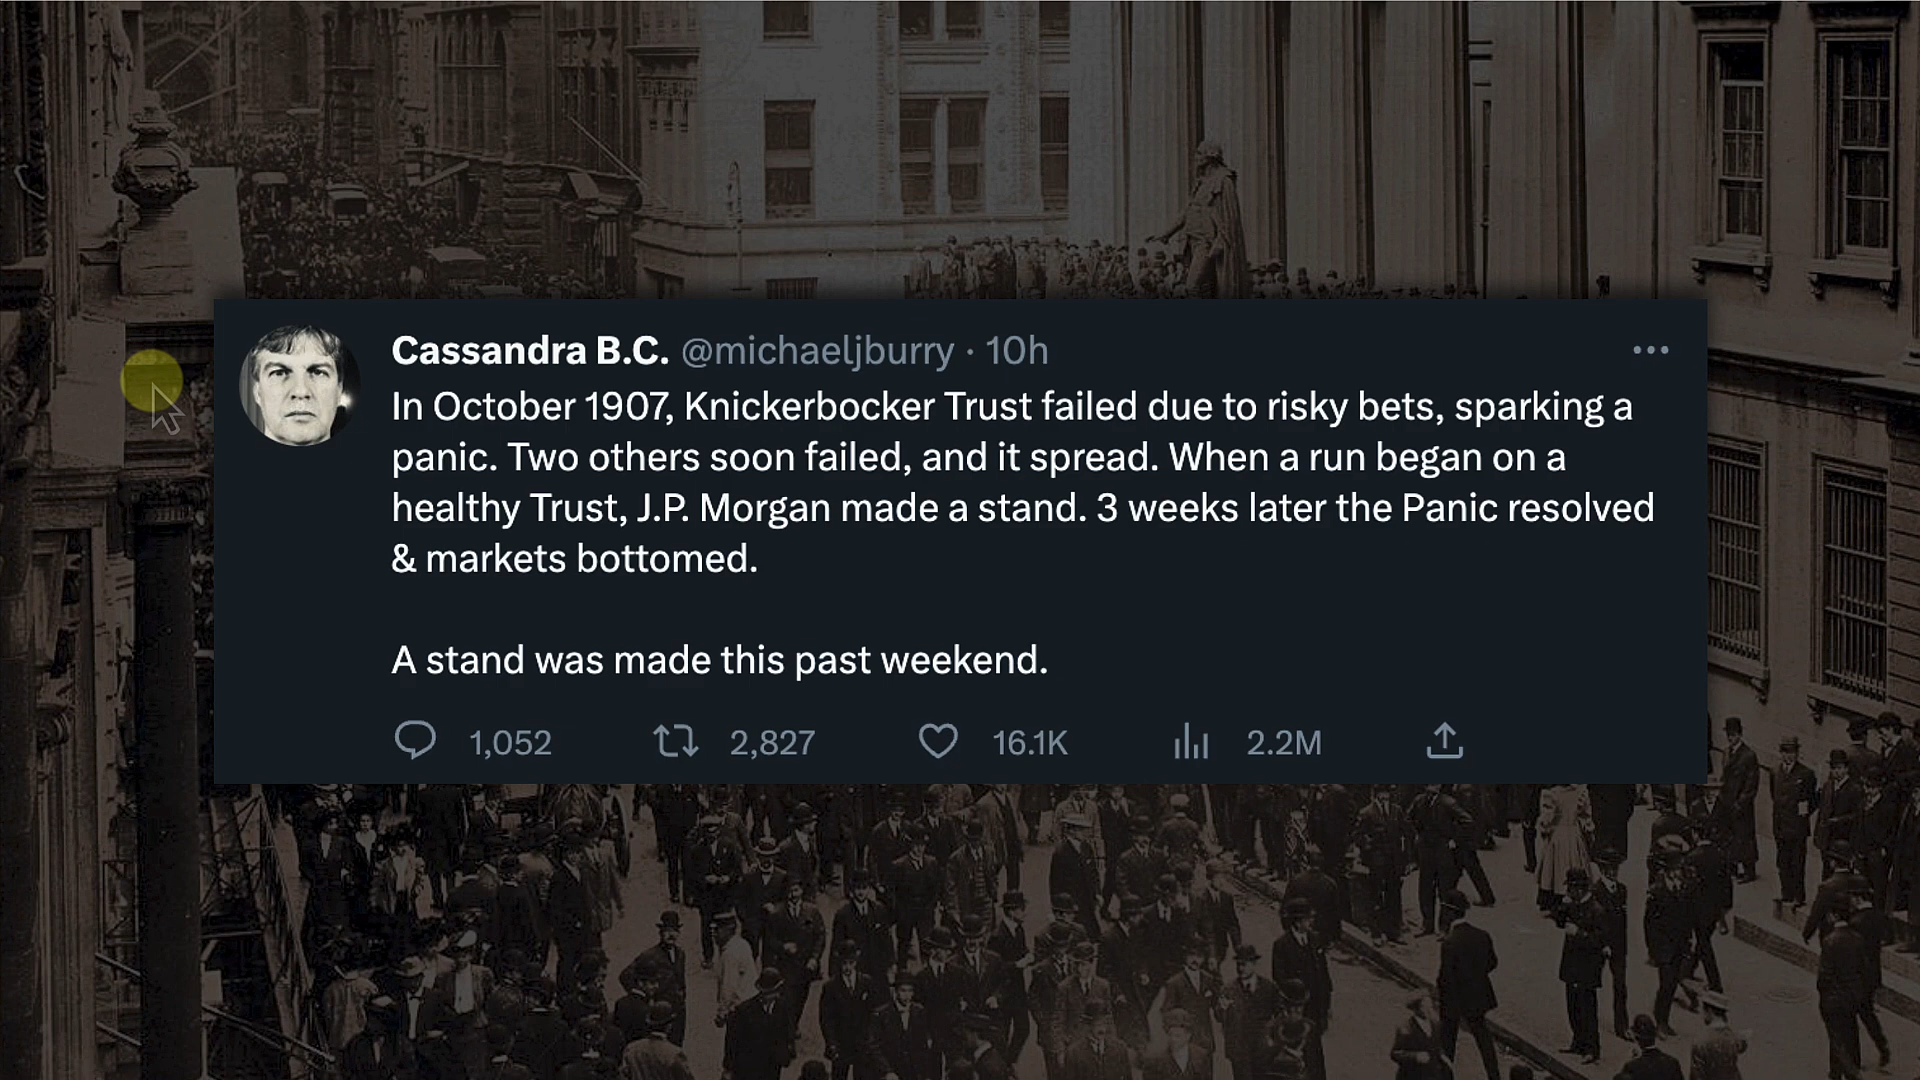 Cassandra B.C. @michaeljburry · 10h
In October 1907, Knickerbocker Trust failed due to risky bets, sparking a
panic. Two others soon failed, and it spread. When a run began on a
healthy Trust, J.P. Morgan made a stand. 3 weeks later the Panic resolved
& markets bottomed.
A stand was made this past weekend.
1,052 2,827 16.1K 2.2M